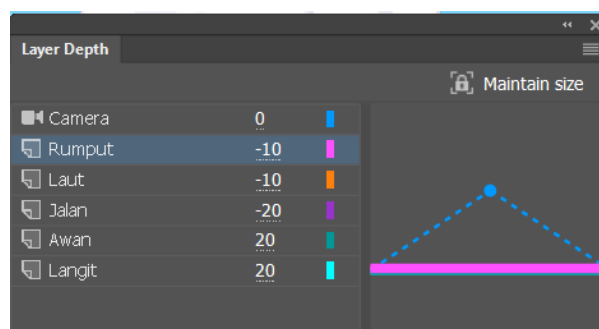 Layer Depth
Maintain size
Camera 0
Rumput -10
Laut -10
Jalan -20
Awan 20
Langit 20